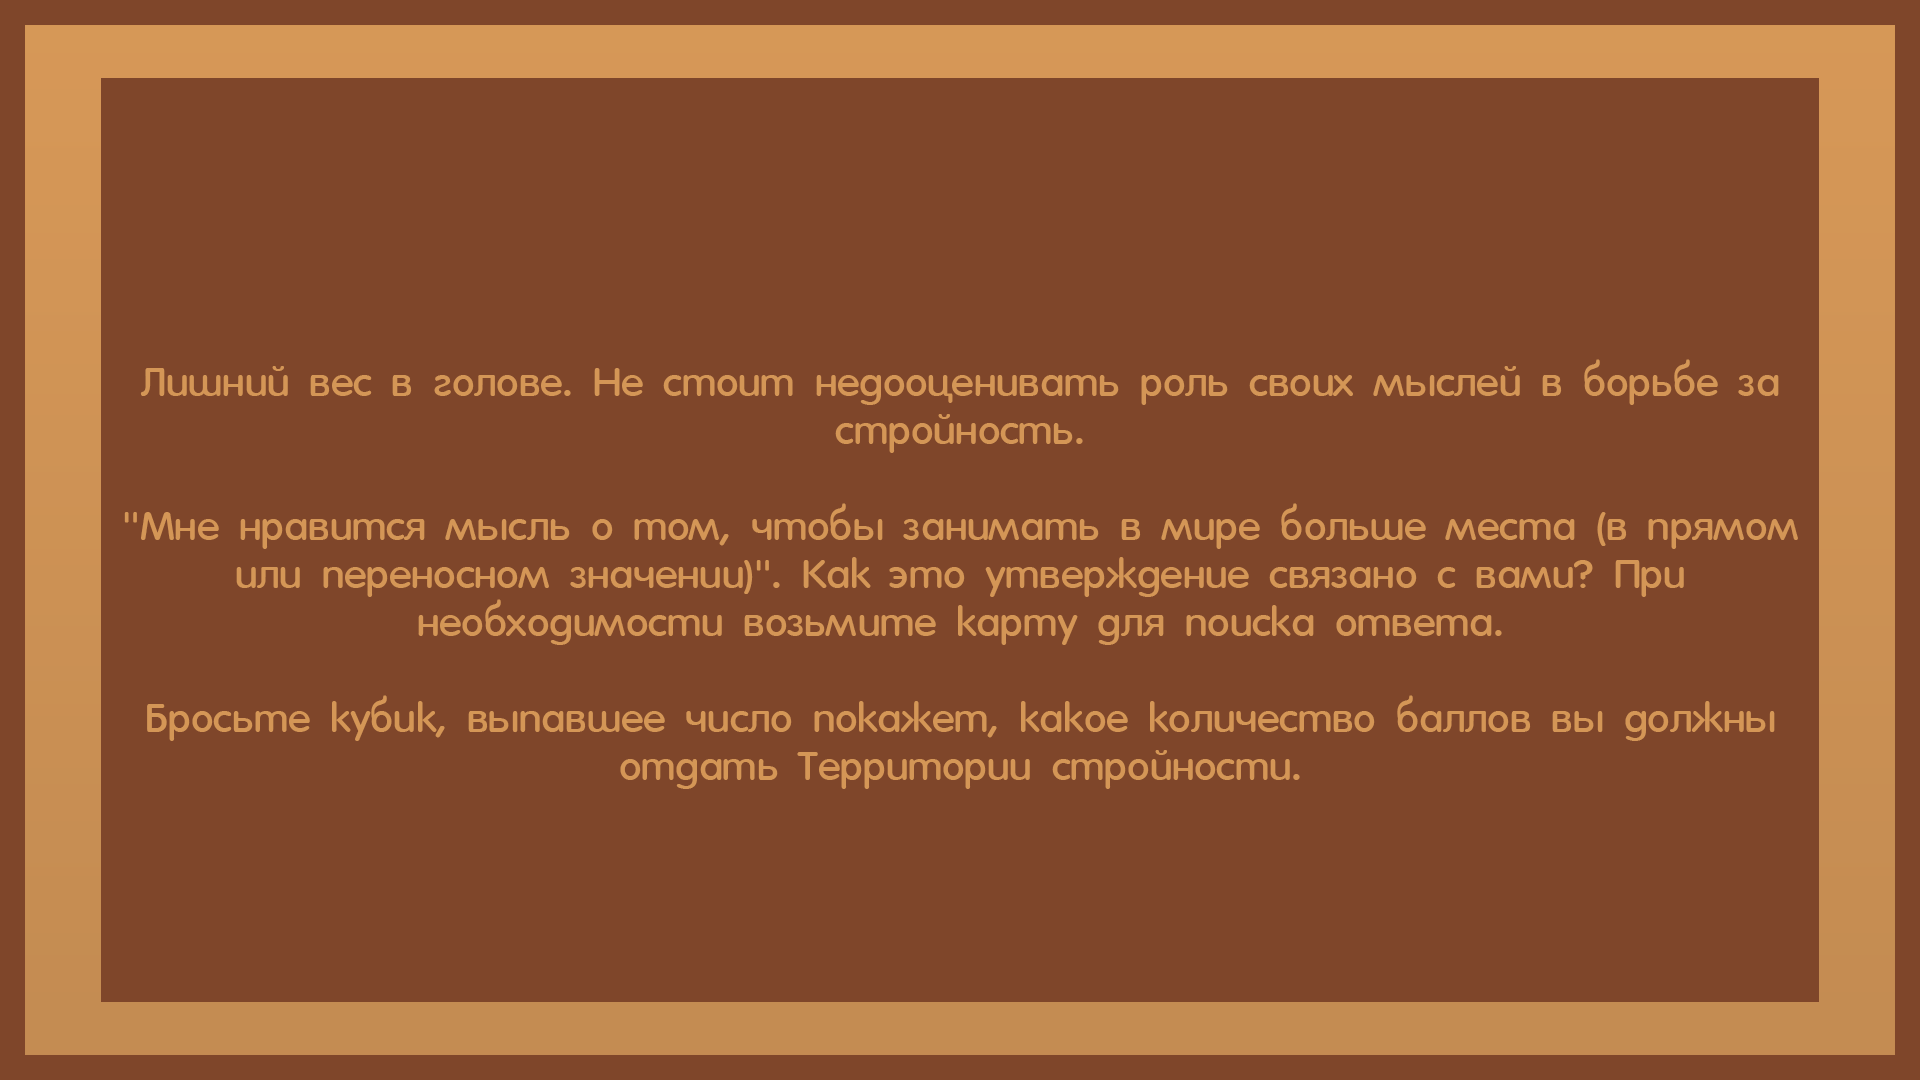 Лишний вес в голове. Не стоит недооценивать роль своих мыслей в борьбе за
стройность.
"Мне нравится мысль о том, чтобы занимать в мире больше места (в прямом
или переносном значении)". Как это утверждение связано с вами? При
необходимости возьмите карту для поиска ответа.
Бросьте кубик, выпавшее число покажет, какое количество баллов вы должны
отдать Территории стройности.